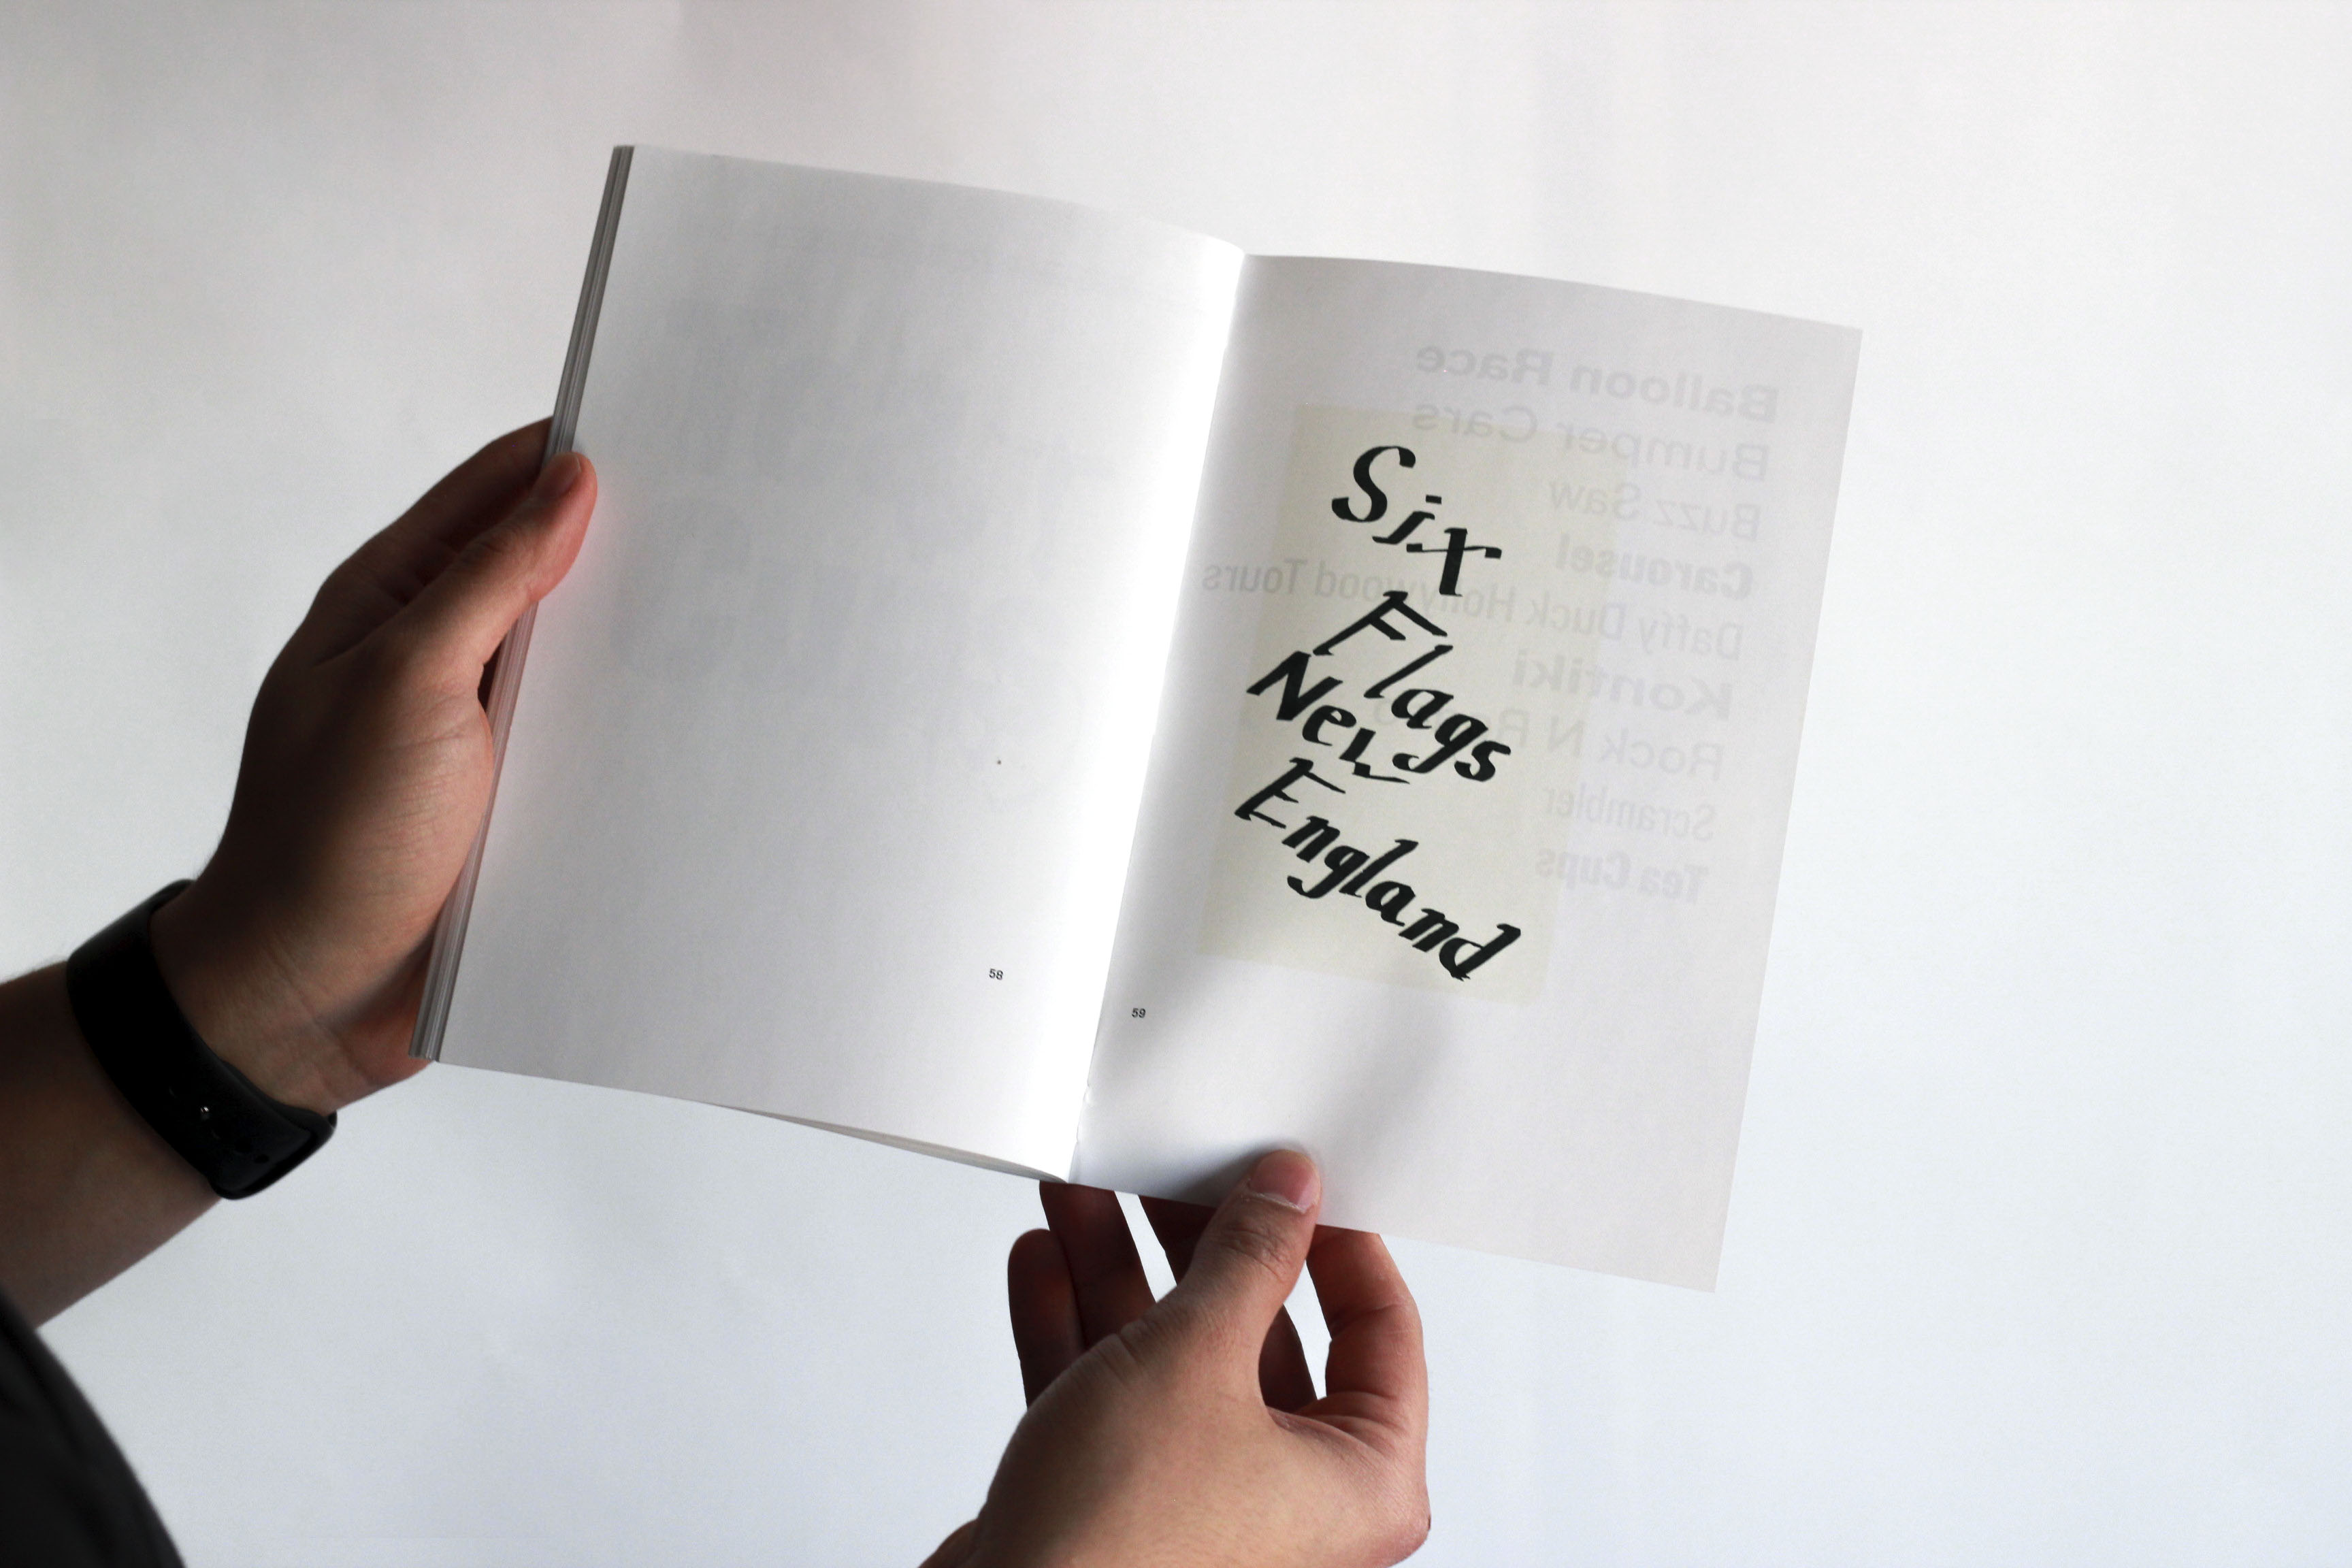 Six
Flags
New
England
58
59
Balloon Race
Bumper Cars
Buzz Saw
Carousel
Daffy Duck Hollywood Tours
Kontiki
Rock N
Scrambler
Tea Cups